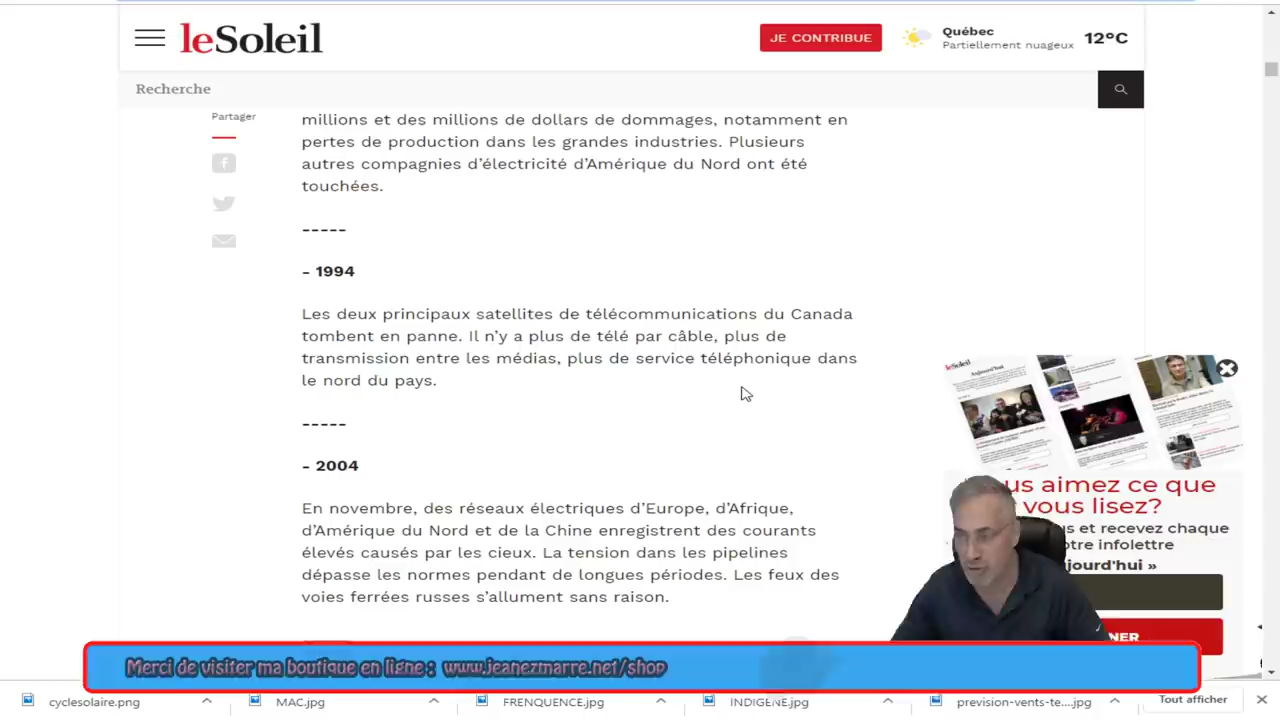 leSoleil
JE CONTRIBUE
Québec
Partiellement nuageux
12°C
Recherche
Partager
millions et des millions de dollars de dommages, notamment en
pertes de production dans les grandes industries. Plusieurs
autres compagnies d'électricité d'Amérique du Nord ont été
touchées.
-----
- 1994
Les deux principaux satellites de télécommunications du Canada
tombent en panne. Il n'y a plus de télé par câble, plus de
transmission entre les médias, plus de service téléphonique dans
le nord du pays.
-----
- 2004
En novembre, des réseaux électriques d'Europe, d'Afrique,
d'Amérique du Nord et de la Chine enregistrent des courants
élevés causés par les cieux. La tension dans les pipelines
dépasse les normes pendant de longues périodes. Les feux des
voies ferrées russes s'allument sans raison.
leSoleil
Aujourd'hui
us aimez ce que
vous lisez?
us et recevez chaque
otre infolettre
ujourd'hui »
NER
Merci de visiter ma boutique en ligne : www.jeanezmarre.net/shop
cyclesolaire.png
MAC.jpg
FRENQUENCE.jpg
INDIGENE.jpg
prevision-vents-te....jpg
Tout afficher